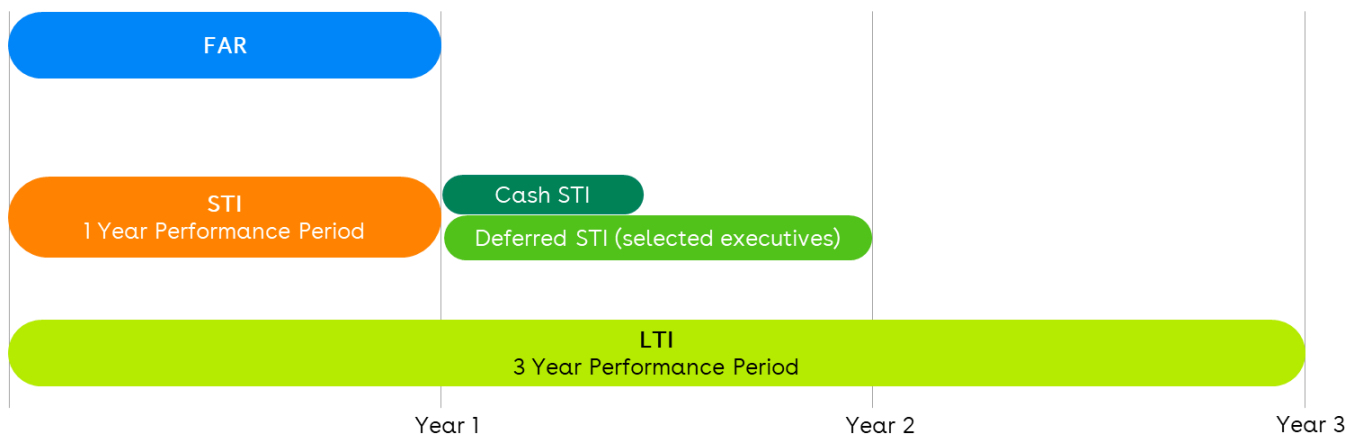 FAR
STI
1 Year Performance Period
Cash STI
Deferred STI (selected executives)
LTI
3 Year Performance Period
Year 1
Year 2
Year 3